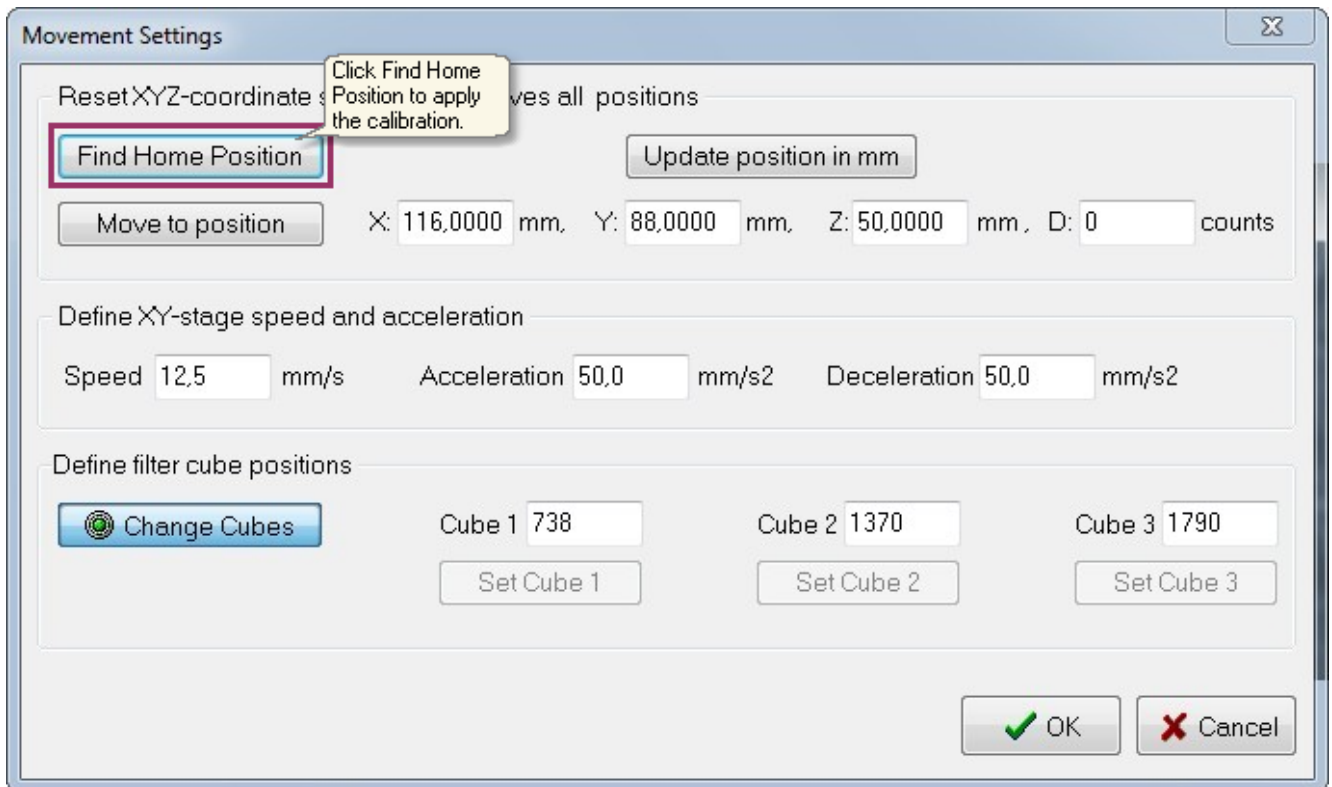 Movement Settings
Click Find Home
Position to apply
the calibration.
Reset XYZ-coordinate ves all positions
Find Home Position
Update position in mm
Move to position X: 116,0000 mm, Y: 88,0000 mm, Z: 50,0000 mm , D: 0 counts
Define XY-stage speed and acceleration
Speed 12,5 mm/s Acceleration 50,0 mm/s2 Deceleration 50,0 mm/s2
Define filter cube positions
Change Cubes Cube 1 738 Cube 2 1370 Cube 3 1790
Set Cube 1 Set Cube 2 Set Cube 3
OK Cancel